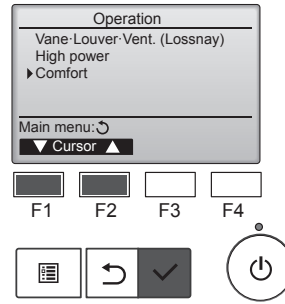 Operation
Vane·Louver·Vent. (Lossnay)
High power
Comfort
Main menu:
Cursor
F1 F2 F3 F4